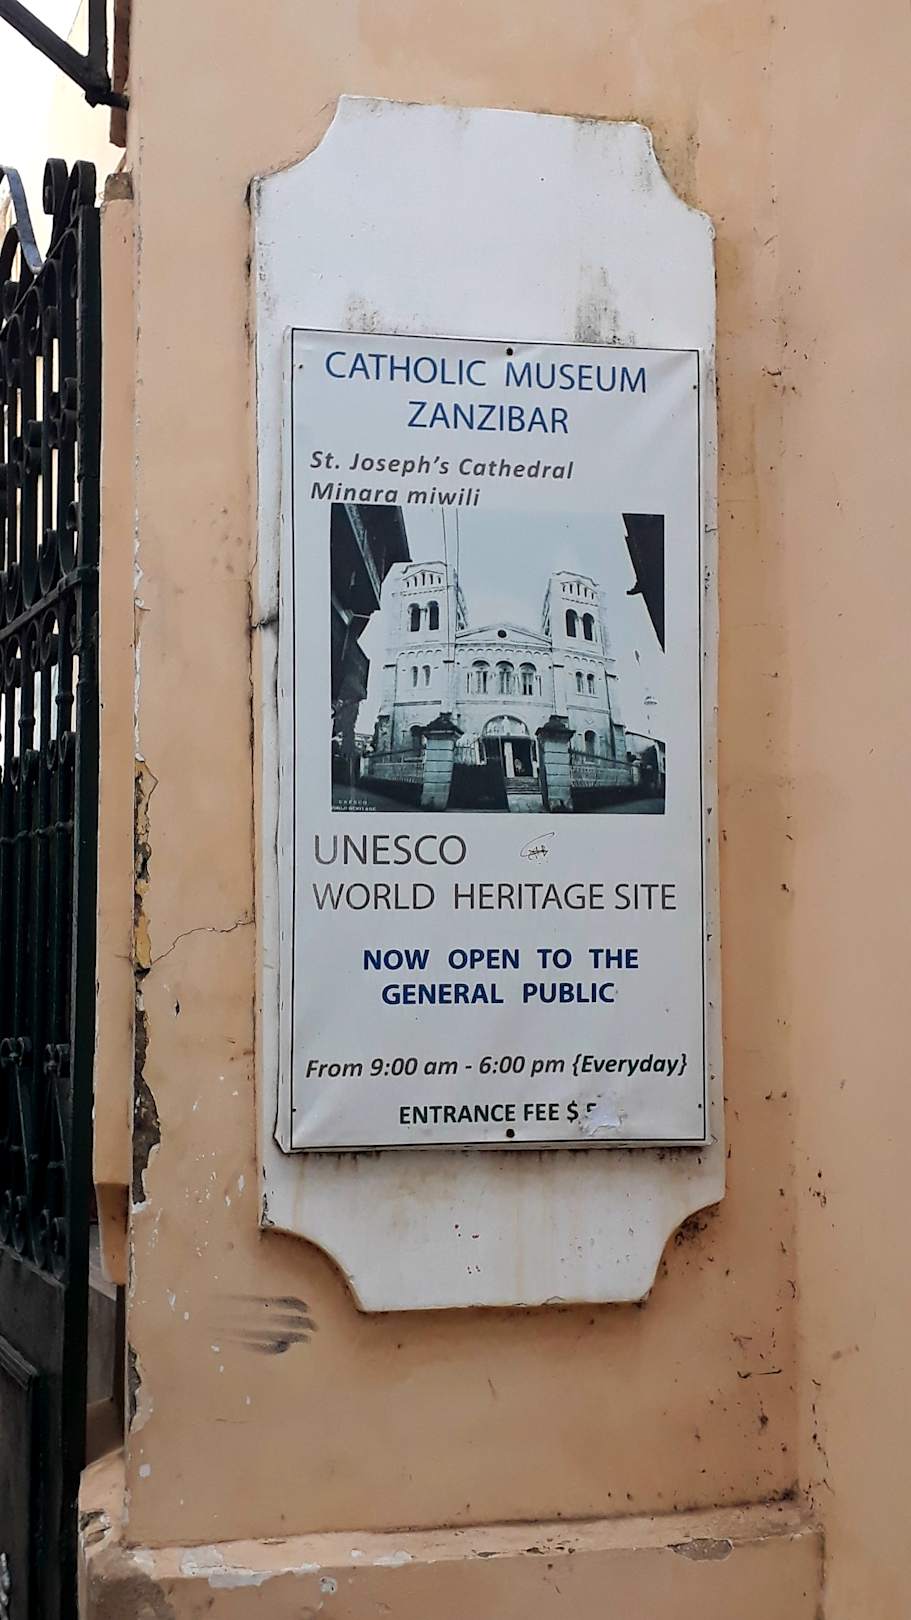 CATHOLIC MUSEUM
ZANZIBAR
St. Joseph's Cathedral
Minara miwili
UNESCO
WORLD HERITAGE SITE
NOW OPEN TO THE
GENERAL PUBLIC
From 9:00 am - 6:00 pm {Everyday}
ENTRANCE FEE $